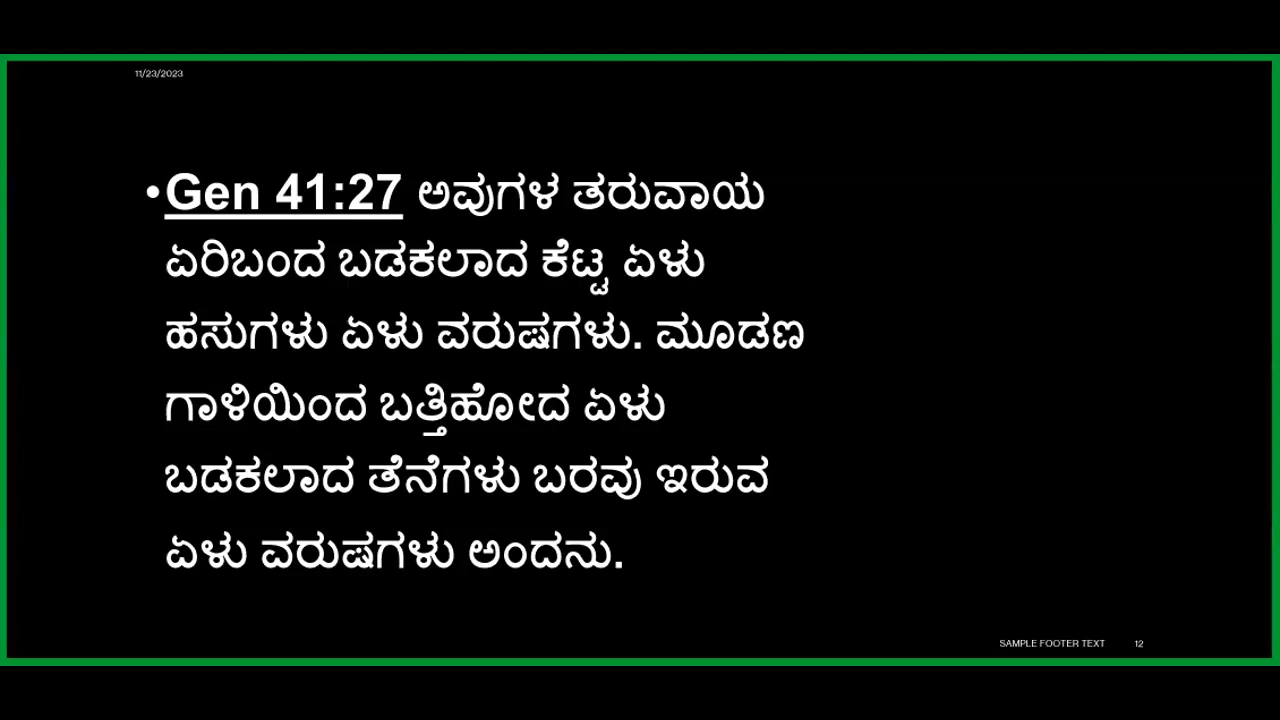 11/23/2023
•Gen 41:27 ಅವುಗಳ ತರುವಾಯ
ಏರಿಬಂದ ಬಡಕಲಾದ ಕೆಟ್ಟ ಏಳು
ಹಸುಗಳು ಏಳು ವರುಷಗಳು. ಮೂಡಣ
ಗಾಳಿಯಿಂದ ಬತ್ತಿಹೋದ ಏಳು
ಬಡಕಲಾದ ತೆನೆಗಳು ಬರವು ಇರುವ
ಏಳು ವರುಷಗಳು ಅಂದನು.
SAMPLE FOOTER TEXT 12